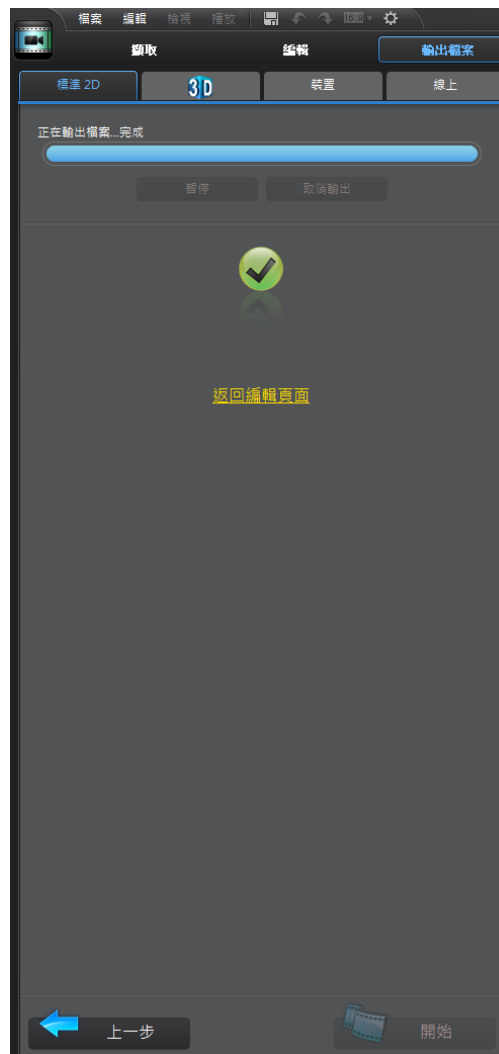 檔案 編輯 檢視 播放 16:9
擷取 編輯 輸出檔案
標準 2D 3D 裝置 線上
正在輸出檔案...完成
暫停 取消輸出
返回編輯頁面
上一步 開始